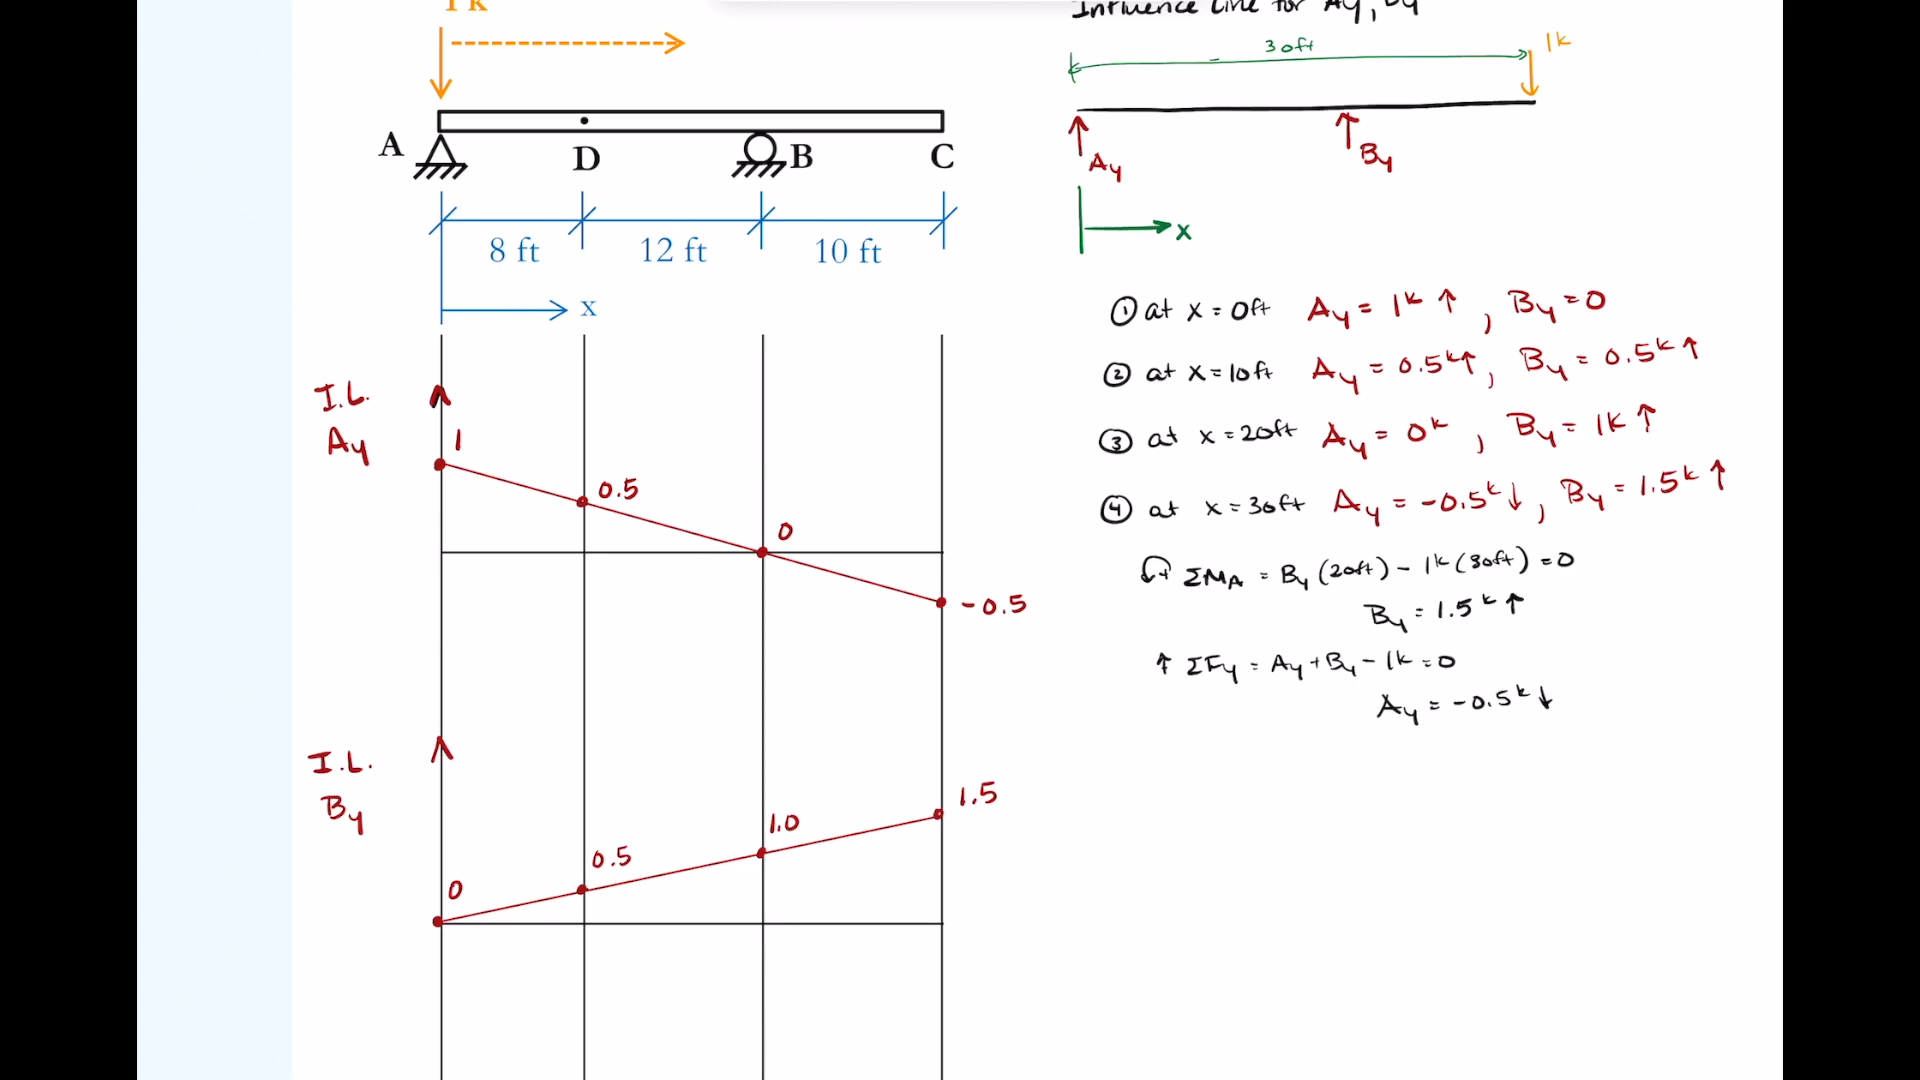 1 k
A
D
B
C
8 ft
12 ft
10 ft
x
I.L.
Ay
1
0.5
0
-0.5
I.L.
By
0
0.5
1.0
1.5
Influence Line for Ay, By
30ft
1k
Ay
By
x
① at x = 0ft Ay = 1k ↑ , By = 0
② at x = 10ft Ay = 0.5k↑ , By = 0.5k↑
③ at x = 20ft Ay = 0k , By = 1k ↑
④ at x = 30ft Ay = -0.5k↓ , By = 1.5k ↑
ΣMA = By (20ft) - 1k (30ft) = 0
By = 1.5k ↑
↑ ΣFy = Ay + By - 1k = 0
Ay = -0.5k ↓